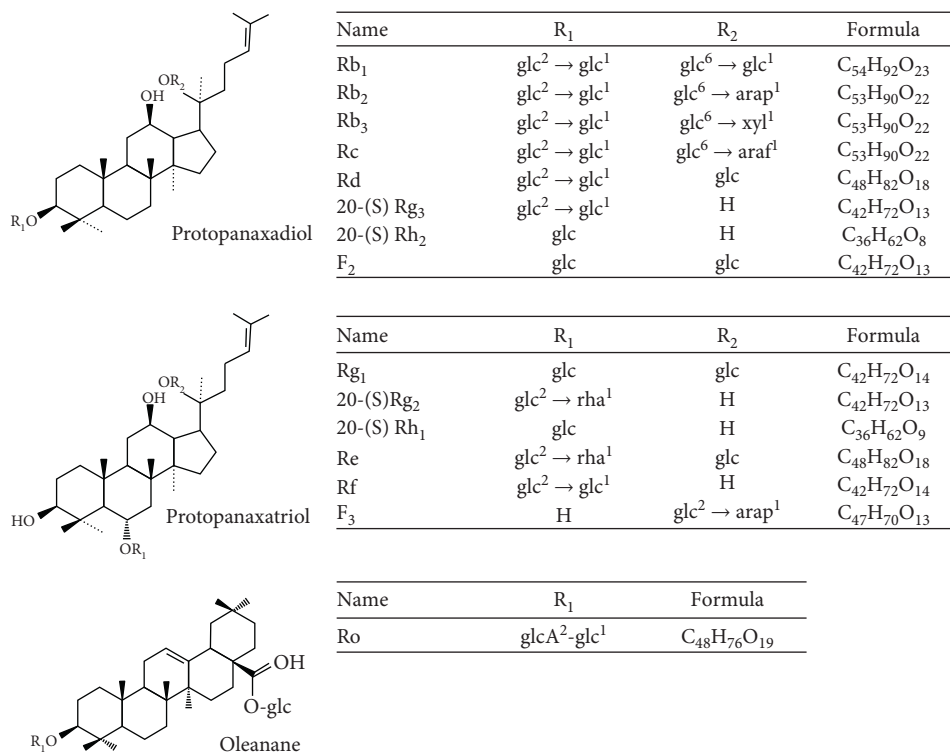 Name R₁ R₂ Formula
Rb₁ glc² → glc¹ glc⁶ → glc¹ C₅₄H₉₂O₂₃
Rb₂ glc² → glc¹ glc⁶ → arap¹ C₅₃H₉₀O₂₂
Rb₃ glc² → glc¹ glc⁶ → xyl¹ C₅₃H₉₀O₂₂
Rc glc² → glc¹ glc⁶ → araf¹ C₅₃H₉₀O₂₂
Rd glc² → glc¹ glc C₄₈H₈₂O₁₈
20-(S) Rg₃ glc² → glc¹ H C₄₂H₇₂O₁₃
20-(S) Rh₂ glc H C₃₆H₆₂O₈
F₂ glc glc C₄₂H₇₂O₁₃
OR₂
OH
R₁O
Protopanaxadiol
Name R₁ R₂ Formula
Rg₁ glc glc C₄₂H₇₂O₁₄
20-(S)Rg₂ glc² → rha¹ H C₄₂H₇₂O₁₃
20-(S) Rh₁ glc H C₃₆H₆₂O₉
Re glc² → rha¹ glc C₄₈H₈₂O₁₈
Rf glc² → glc¹ H C₄₂H₇₂O₁₄
F₃ H glc² → arap¹ C₄₇H₇₀O₁₃
OR₂
OH
HO
OR₁
Protopanaxatriol
Name R₁ Formula
Ro glcA²-glc¹ C₄₈H₇₆O₁₉
OH
O-glc
R₁O
Oleanane